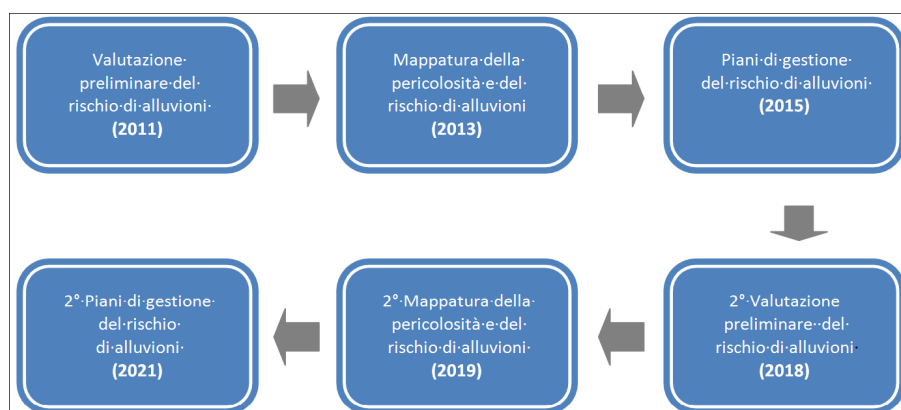 Valutazione
preliminare del
rischio di alluvioni
(2011)
Mappatura della
pericolosità e del
rischio di alluvioni
(2013)
Piani di gestione
del rischio di alluvioni
(2015)
2° Valutazione
preliminare del
rischio di alluvioni
(2018)
2° Mappatura della
pericolosità e del
rischio di alluvioni
(2019)
2° Piani di gestione
del rischio
di alluvioni
(2021)